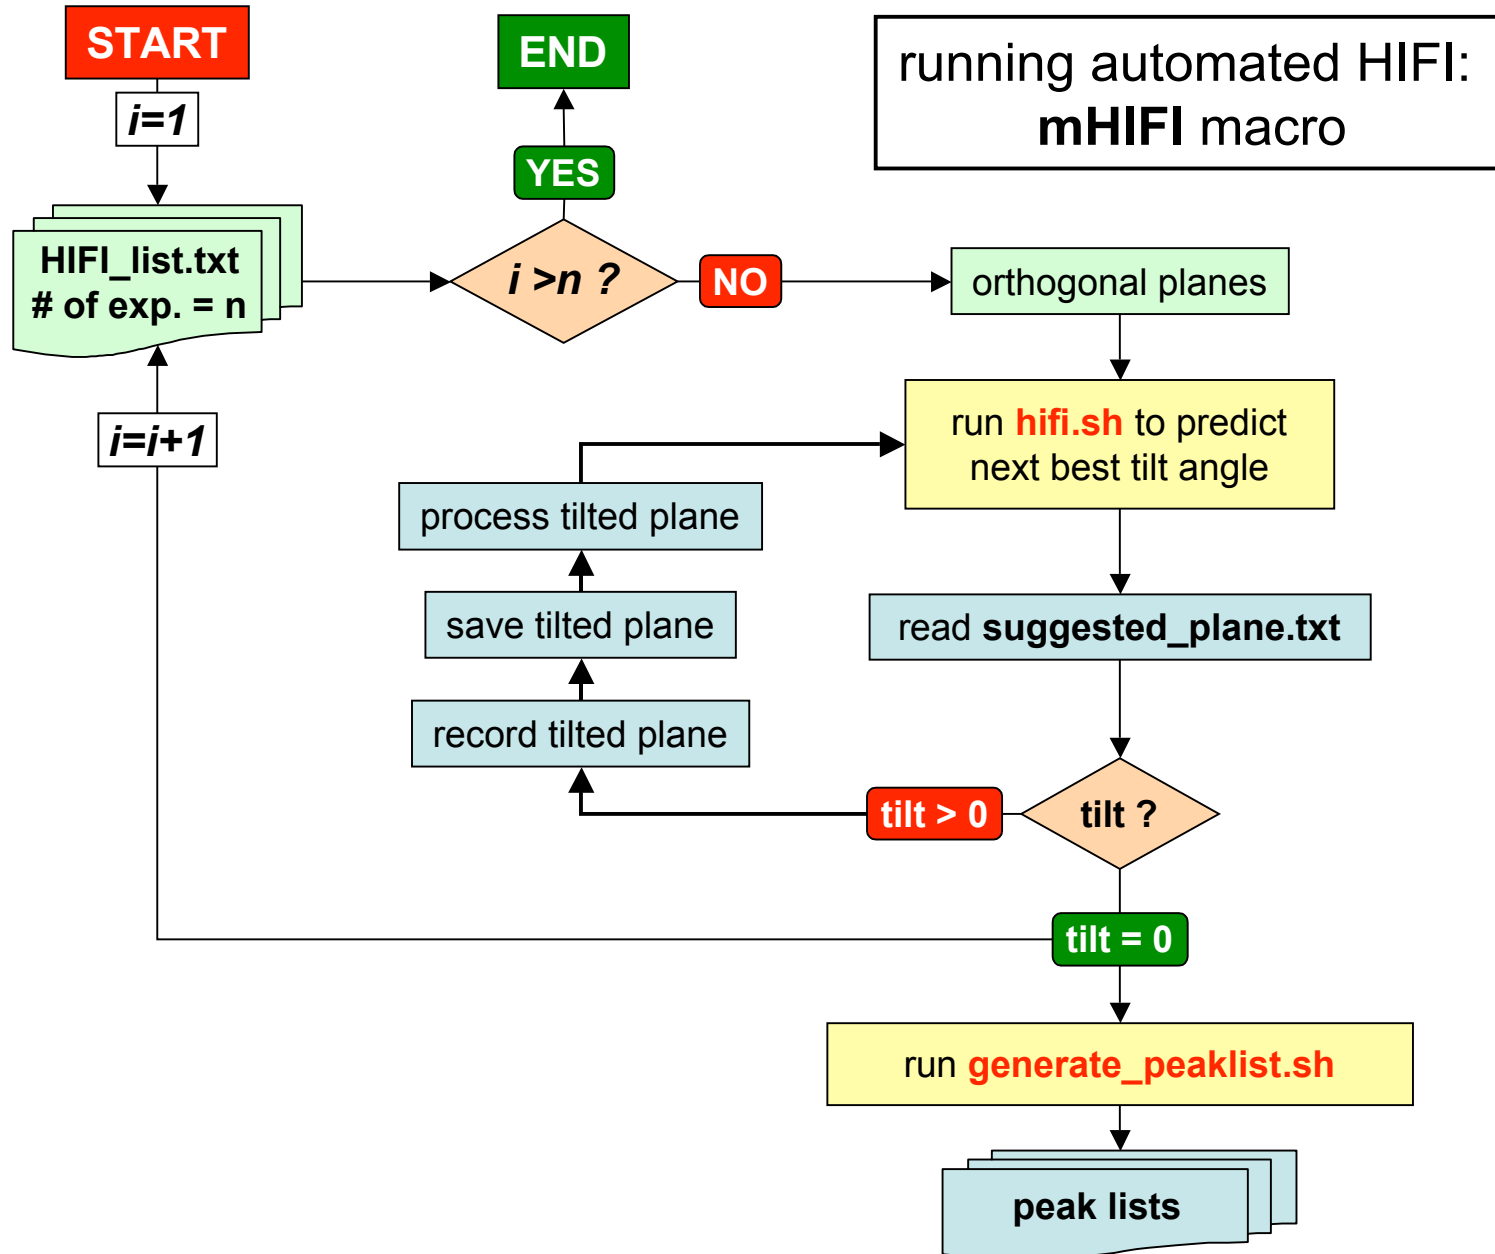 START
END
running automated HIFI:
mHIFI macro
i=1
YES
HIFI_list.txt
# of exp. = n
i >n ?
NO
orthogonal planes
i=i+1
run hifi.sh to predict
next best tilt angle
process tilted plane
save tilted plane
read suggested_plane.txt
record tilted plane
tilt > 0
tilt ?
tilt = 0
run generate_peaklist.sh
peak lists